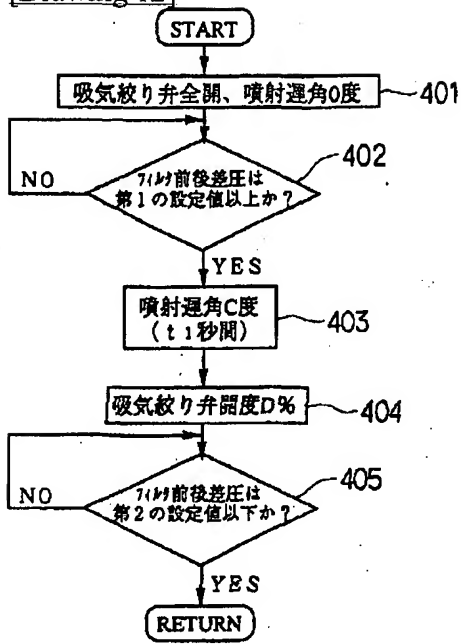 START
吸気絞り弁全開、噴射遅角0度
401
402
NO
フィルタ前後差圧は
第1の設定値以上か?
YES
噴射遅角C度
(t1秒間)
403
吸気絞り弁開度D%
404
405
NO
フィルタ前後差圧は
第2の設定値以下か?
YES
RETURN